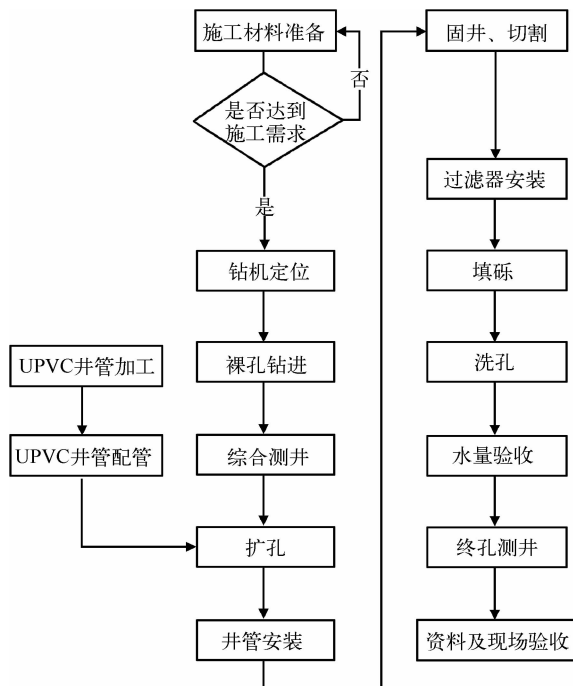 施工材料准备
否
是否达到
施工需求
是
钻机定位
裸孔钻进
UPVC井管加工
综合测井
UPVC井管配管
扩孔
井管安装
固井、切割
过滤器安装
填砾
洗孔
水量验收
终孔测井
资料及现场验收